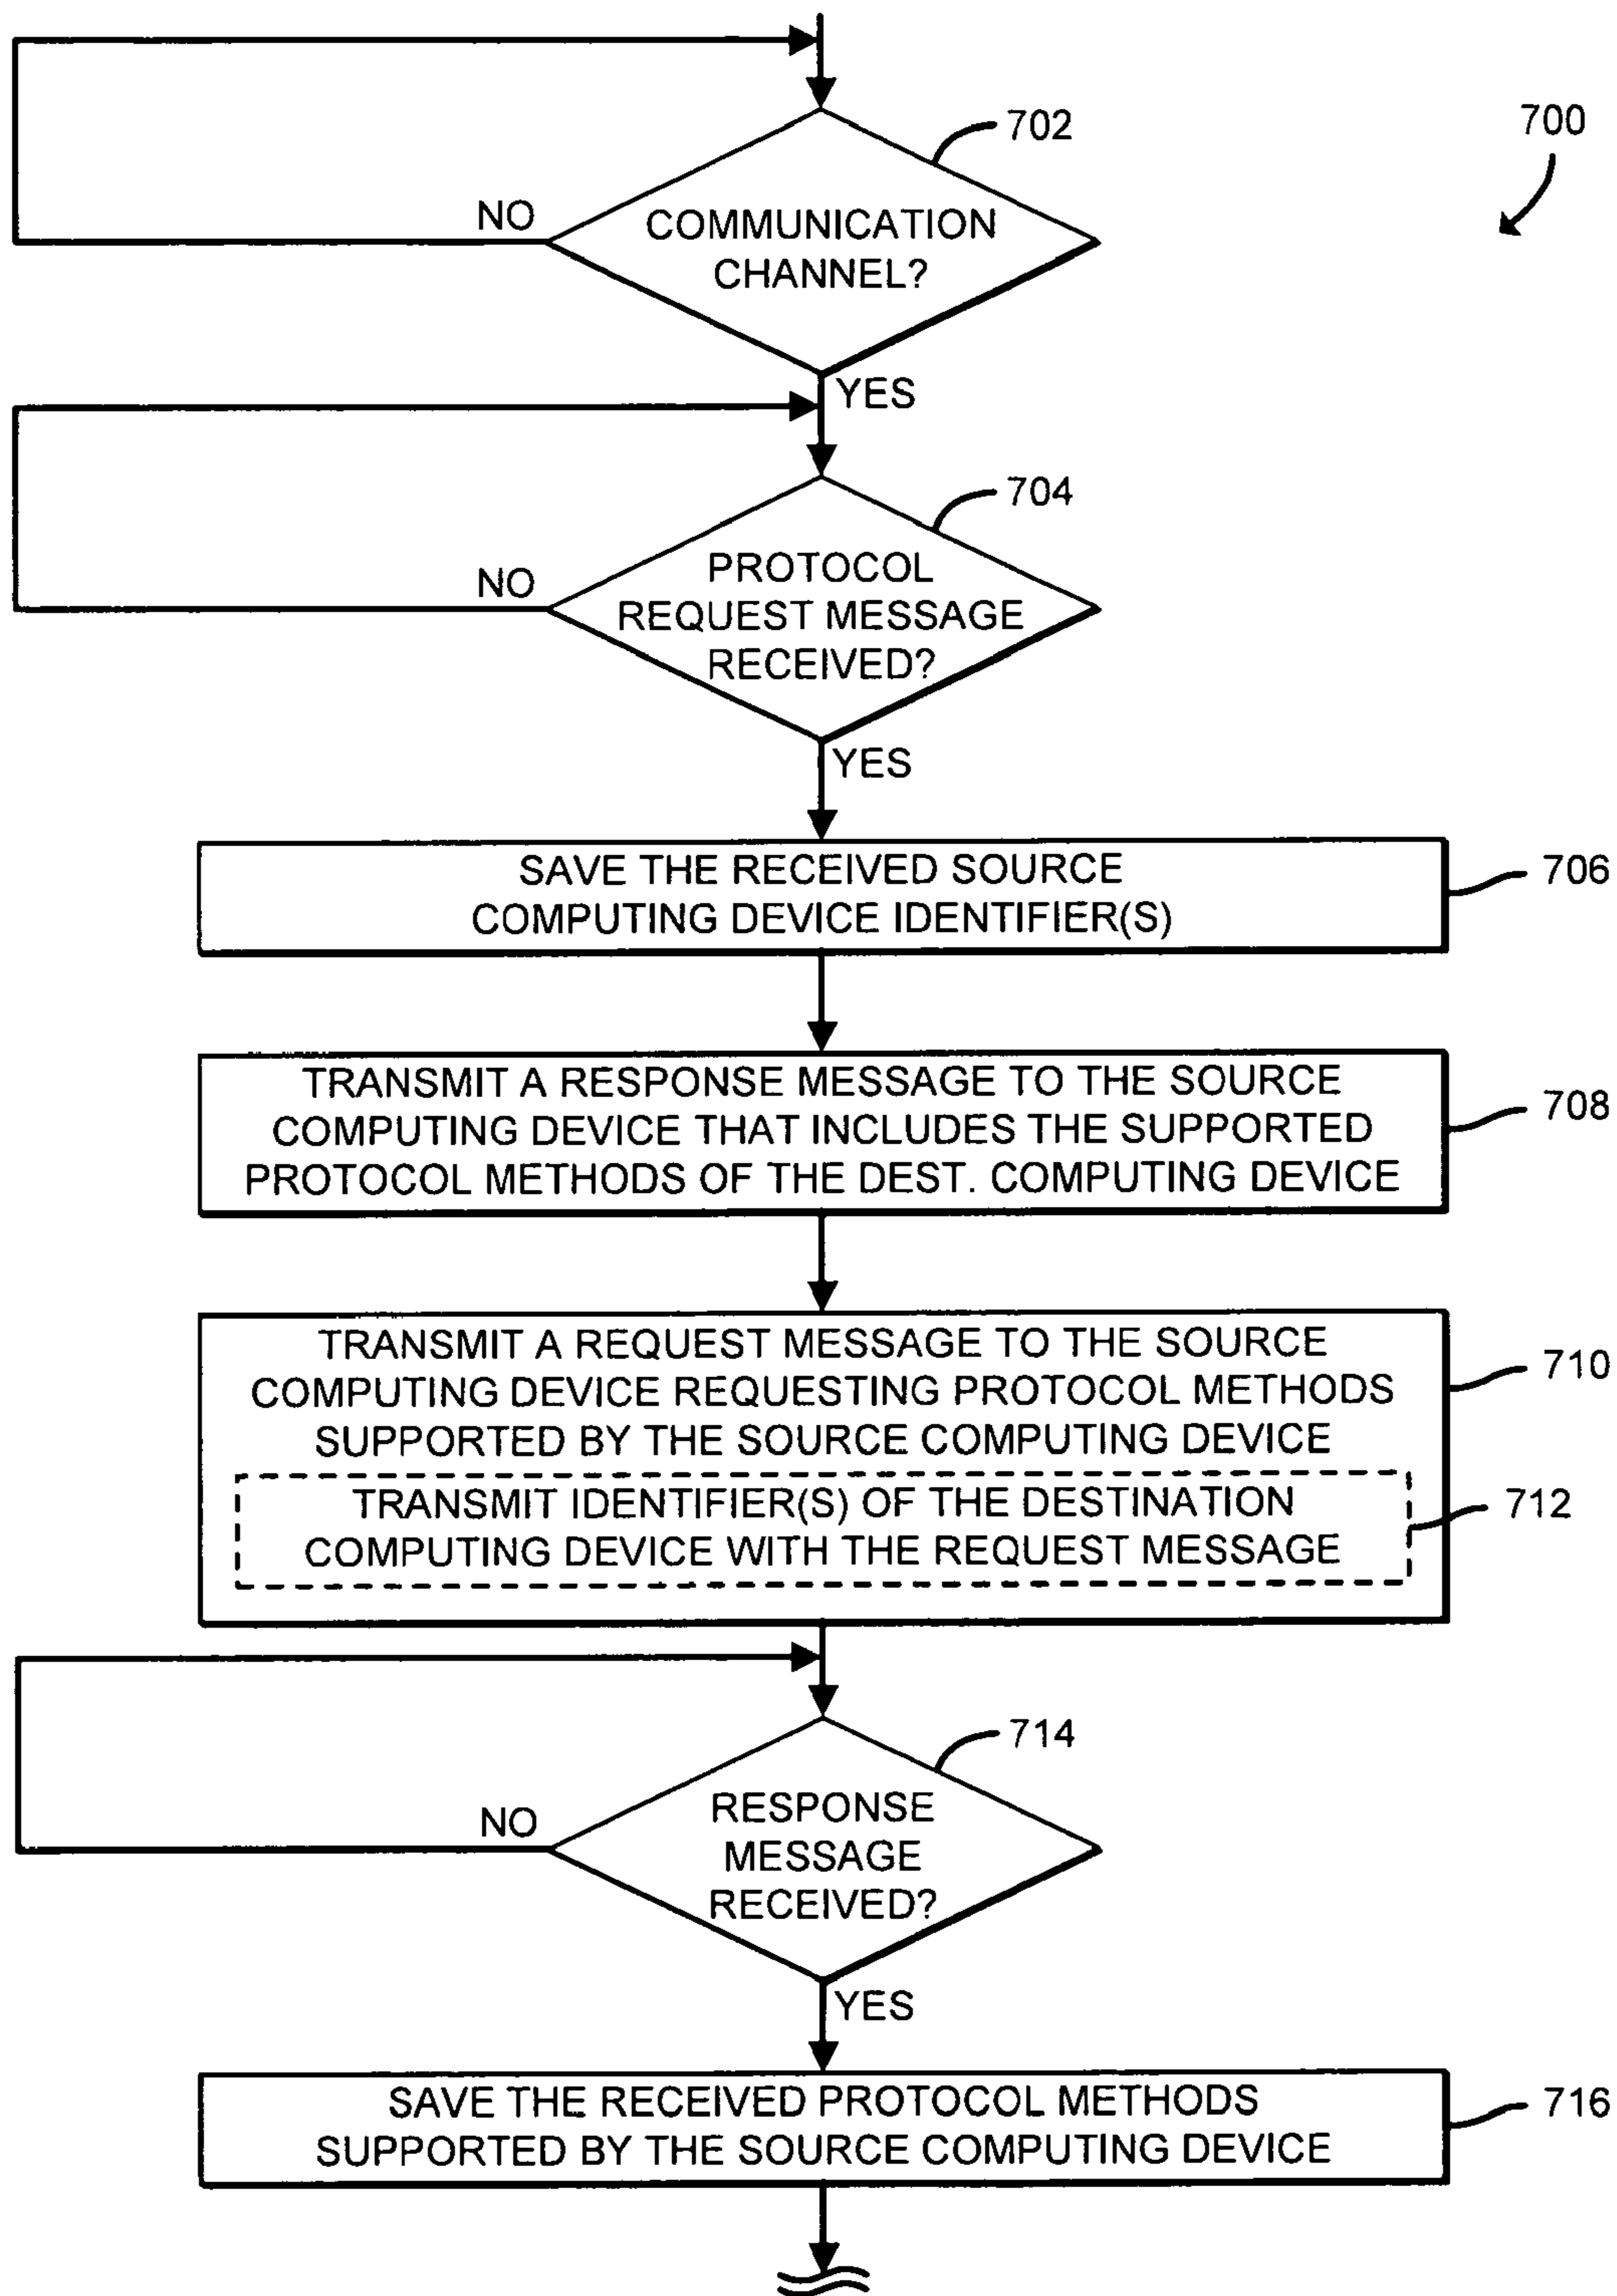 702
700
NO
COMMUNICATION
CHANNEL?
YES
704
NO
PROTOCOL
REQUEST MESSAGE
RECEIVED?
YES
SAVE THE RECEIVED SOURCE
COMPUTING DEVICE IDENTIFIER(S)
706
TRANSMIT A RESPONSE MESSAGE TO THE SOURCE
COMPUTING DEVICE THAT INCLUDES THE SUPPORTED
PROTOCOL METHODS OF THE DEST. COMPUTING DEVICE
708
TRANSMIT A REQUEST MESSAGE TO THE SOURCE
COMPUTING DEVICE REQUESTING PROTOCOL METHODS
SUPPORTED BY THE SOURCE COMPUTING DEVICE
710
TRANSMIT IDENTIFIER(S) OF THE DESTINATION
COMPUTING DEVICE WITH THE REQUEST MESSAGE
712
714
NO
RESPONSE
MESSAGE
RECEIVED?
YES
SAVE THE RECEIVED PROTOCOL METHODS
SUPPORTED BY THE SOURCE COMPUTING DEVICE
716